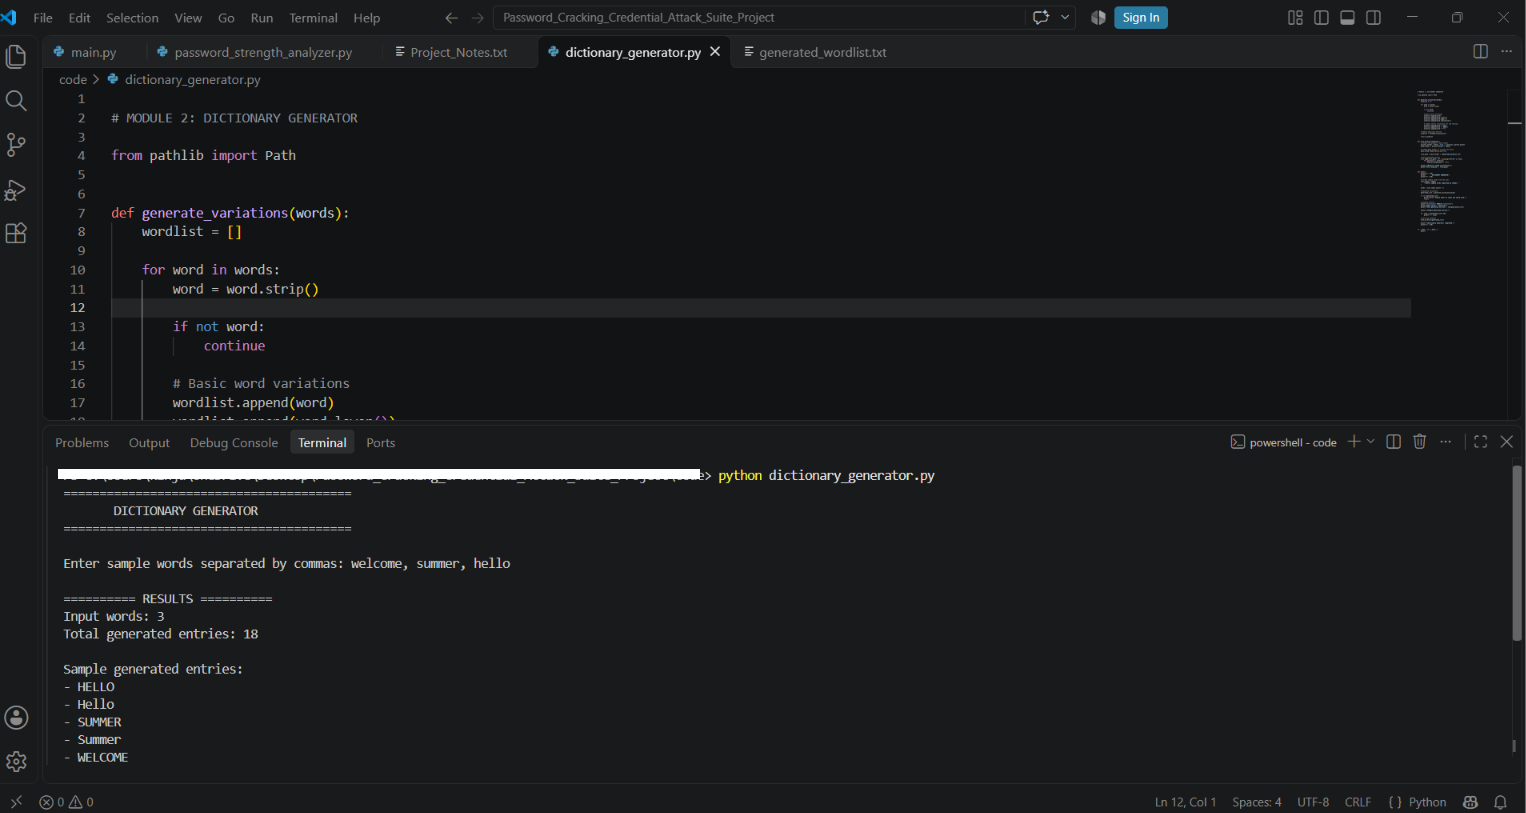 File Edit Selection View Go Run Terminal Help
Password_Cracking_Credential_Attack_Suite_Project
Sign In
main.py
password_strength_analyzer.py
Project_Notes.txt
dictionary_generator.py
generated_wordlist.txt
code > dictionary_generator.py
1
2 # MODULE 2: DICTIONARY GENERATOR
3
4 from pathlib import Path
5
6
7 def generate_variations(words):
8 wordlist = []
9
10 for word in words:
11 word = word.strip()
12
13 if not word:
14 continue
15
16 # Basic word variations
17 wordlist.append(word)
18 wordlist.append(word.lower())
Problems Output Debug Console Terminal Ports
powershell - code
> python dictionary_generator.py
========================================
DICTIONARY GENERATOR
========================================
Enter sample words separated by commas: welcome, summer, hello
========== RESULTS ==========
Input words: 3
Total generated entries: 18
Sample generated entries:
- HELLO
- Hello
- SUMMER
- Summer
- WELCOME
0 0
Ln 12, Col 1 Spaces: 4 UTF-8 CRLF { } Python